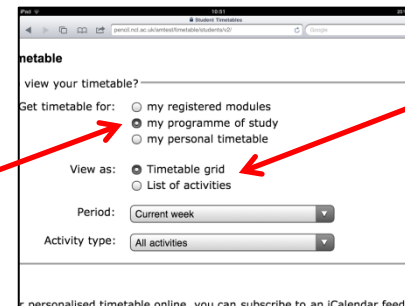 iPad
10:51
Student Timetables
pencil.ncl.ac.uk/smtest/timetable/students/v2/
Google
metable
view your timetable?
Get timetable for:
my registered modules
my programme of study
my personal timetable
View as:
Timetable grid
List of activities
Period:
Current week
Activity type:
All activities
r personalised timetable online, you can subscribe to an iCalendar feed